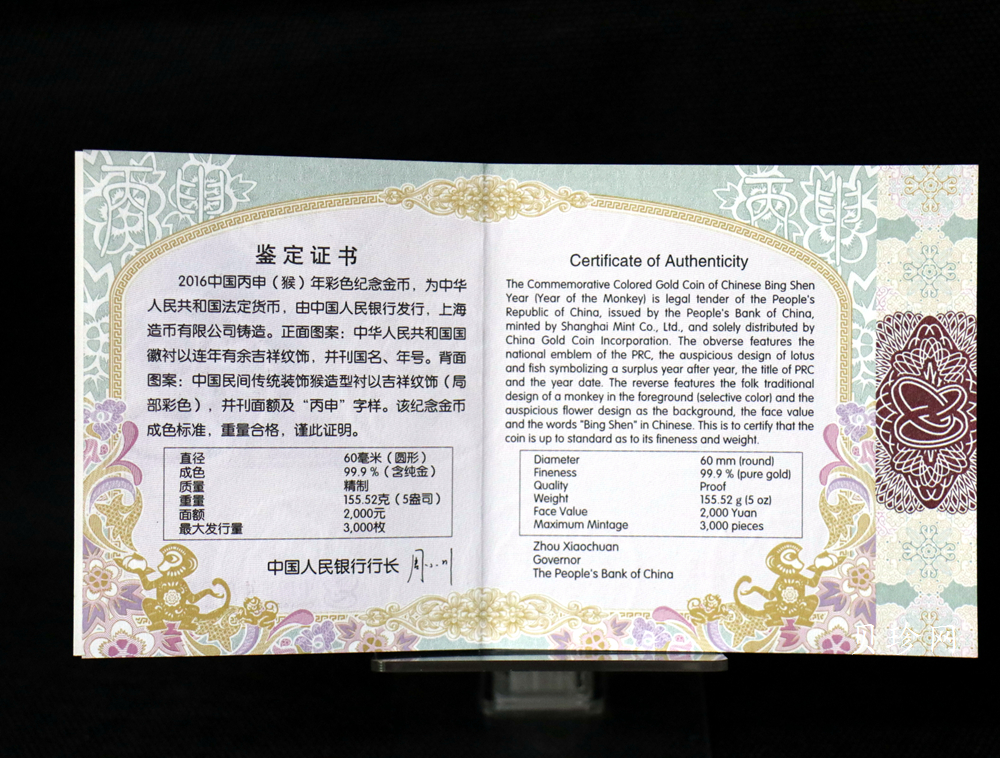 鉴定证书
2016中国丙申（猴）年彩色纪念金币，为中华
人民共和国法定货币，由中国人民银行发行，上海
造币有限公司铸造。正面图案：中华人民共和国国
徽衬以连年有余吉祥纹饰，并刊国名、年号。背面
图案：中国民间传统装饰猴造型衬以吉祥纹饰（局
部彩色），并刊面额及“丙申”字样。该纪念金币
成色标准，重量合格，谨此证明。
直径 60毫米（圆形）
成色 99.9％（含纯金）
质量 精制
重量 155.52克（5盎司）
面额 2,000元
最大发行量 3,000枚
中国人民银行行长
Certificate of Authenticity
The Commemorative Colored Gold Coin of Chinese Bing Shen
Year (Year of the Monkey) is legal tender of the People's
Republic of China, issued by the People's Bank of China,
minted by Shanghai Mint Co., Ltd., and solely distributed by
China Gold Coin Incorporation. The obverse features the
national emblem of the PRC, the auspicious design of lotus
and fish symbolizing a surplus year after year, the title of PRC
and the year date. The reverse features the folk traditional
design of a monkey in the foreground (selective color) and the
auspicious flower design as the background, the face value
and the words "Bing Shen" in Chinese. This is to certify that the
coin is up to standard as to its fineness and weight.
Diameter 60 mm (round)
Fineness 99.9 % (pure gold)
Quality Proof
Weight 155.52 g (5 oz)
Face Value 2,000 Yuan
Maximum Mintage 3,000 pieces
Zhou Xiaochuan
Governor
The People's Bank of China